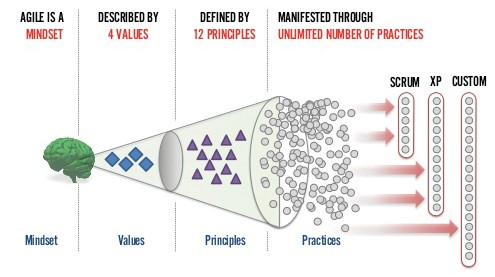 AGILE IS A
MINDSET
DESCRIBED BY
4 VALUES
DEFINED BY
12 PRINCIPLES
MANIFESTED THROUGH
UNLIMITED NUMBER OF PRACTICES
SCRUM
XP
CUSTOM
Mindset
Values
Principles
Practices